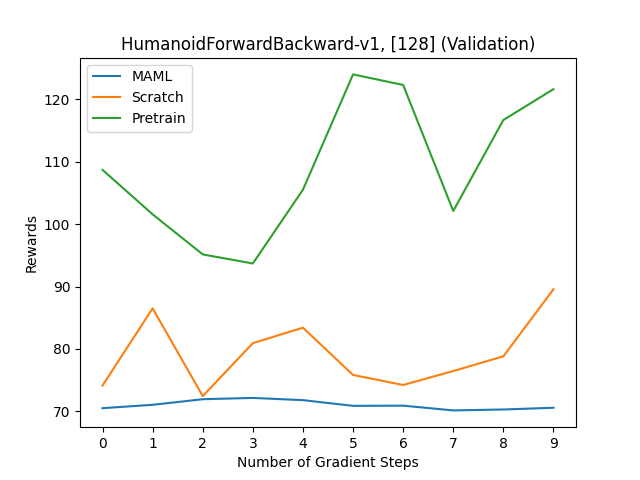 HumanoidForwardBackward-v1, [128] (Validation)
MAML
Scratch
Pretrain
120
110
100
90
80
70
Rewards
0 1 2 3 4 5 6 7 8 9
Number of Gradient Steps